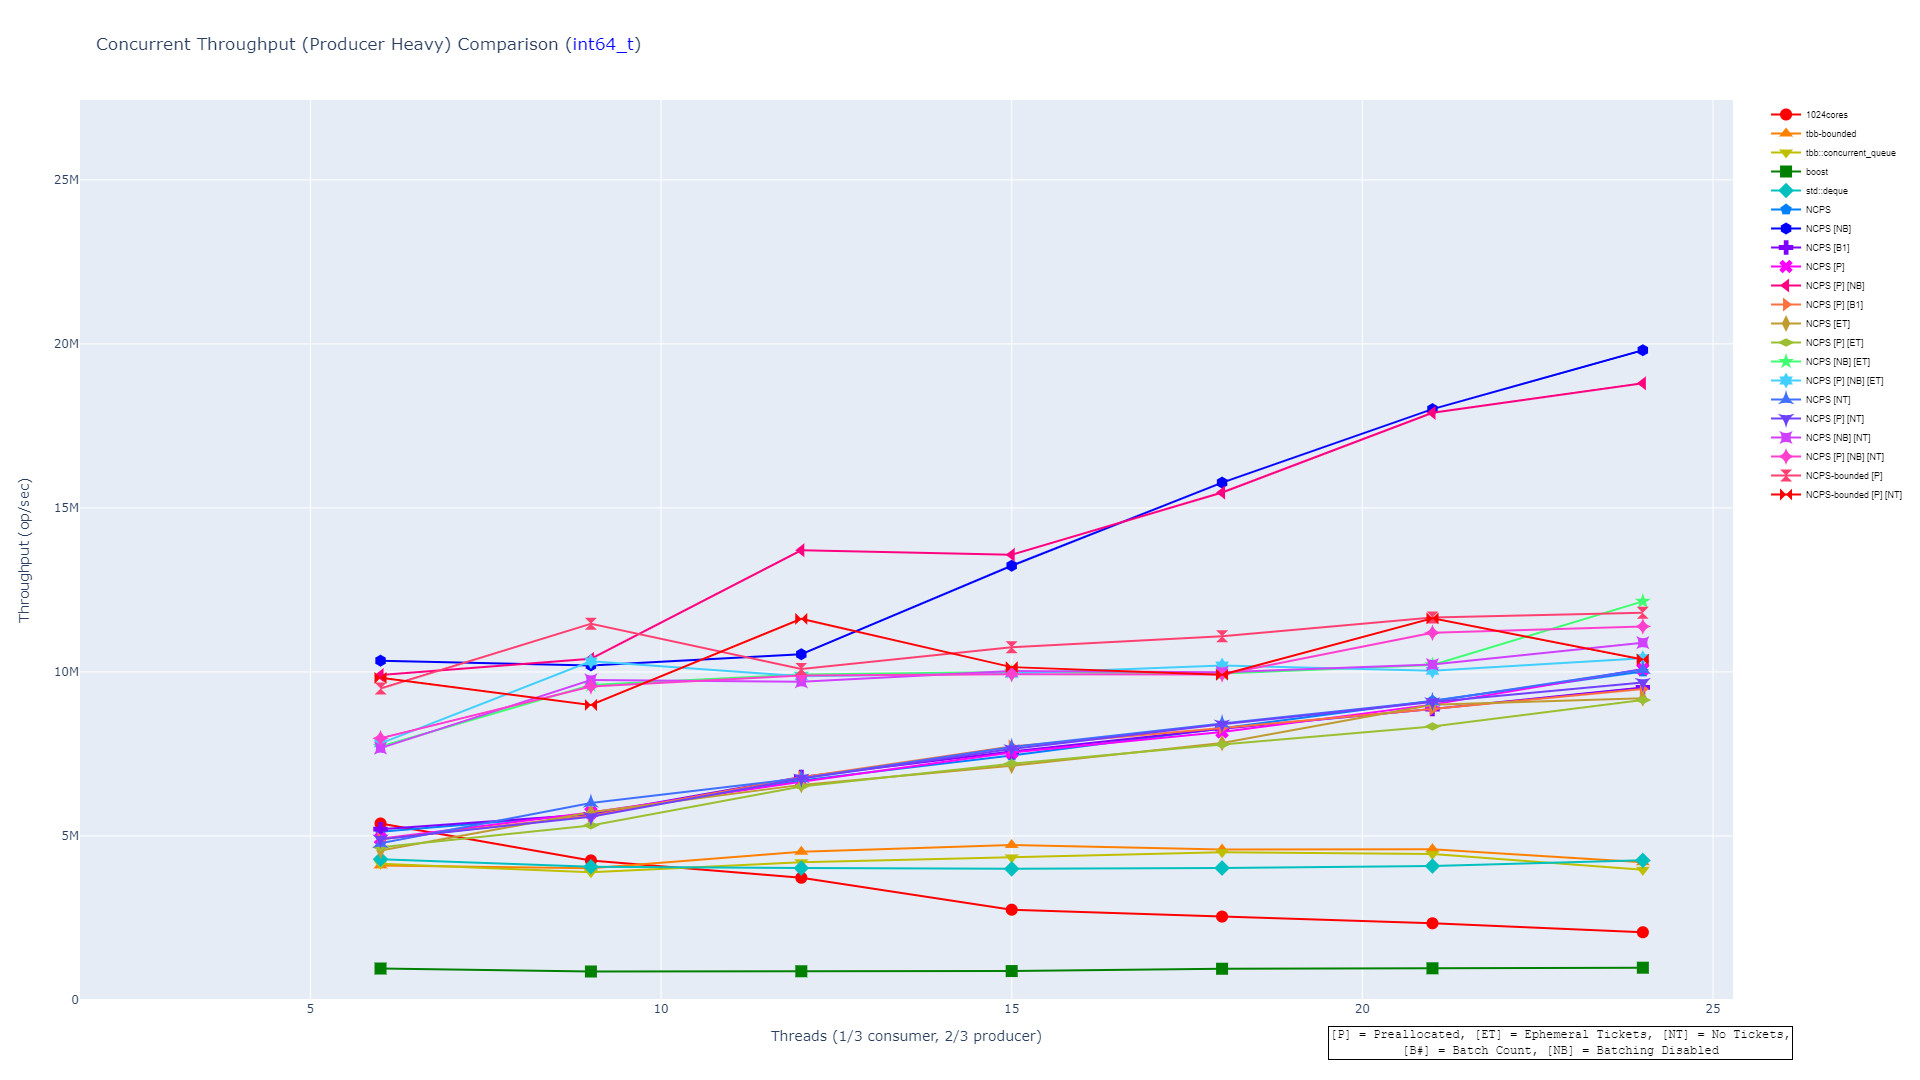 Concurrent Throughput (Producer Heavy) Comparison (int64_t)
Throughput (op/sec)
25M
20M
15M
10M
5M
0
5
10
15
20
25
Threads (1/3 consumer, 2/3 producer)
1024cores
tbb-bounded
tbb::concurrent_queue
boost
std::deque
NCPS
NCPS [NB]
NCPS [B1]
NCPS [P]
NCPS [P] [NB]
NCPS [P] [B1]
NCPS [ET]
NCPS [P] [ET]
NCPS [NB] [ET]
NCPS [P] [NB] [ET]
NCPS [NT]
NCPS [P] [NT]
NCPS [NB] [NT]
NCPS [P] [NB] [NT]
NCPS-bounded [P]
NCPS-bounded [P] [NT]
[P] = Preallocated, [ET] = Ephemeral Tickets, [NT] = No Tickets,
[B#] = Batch Count, [NB] = Batching Disabled